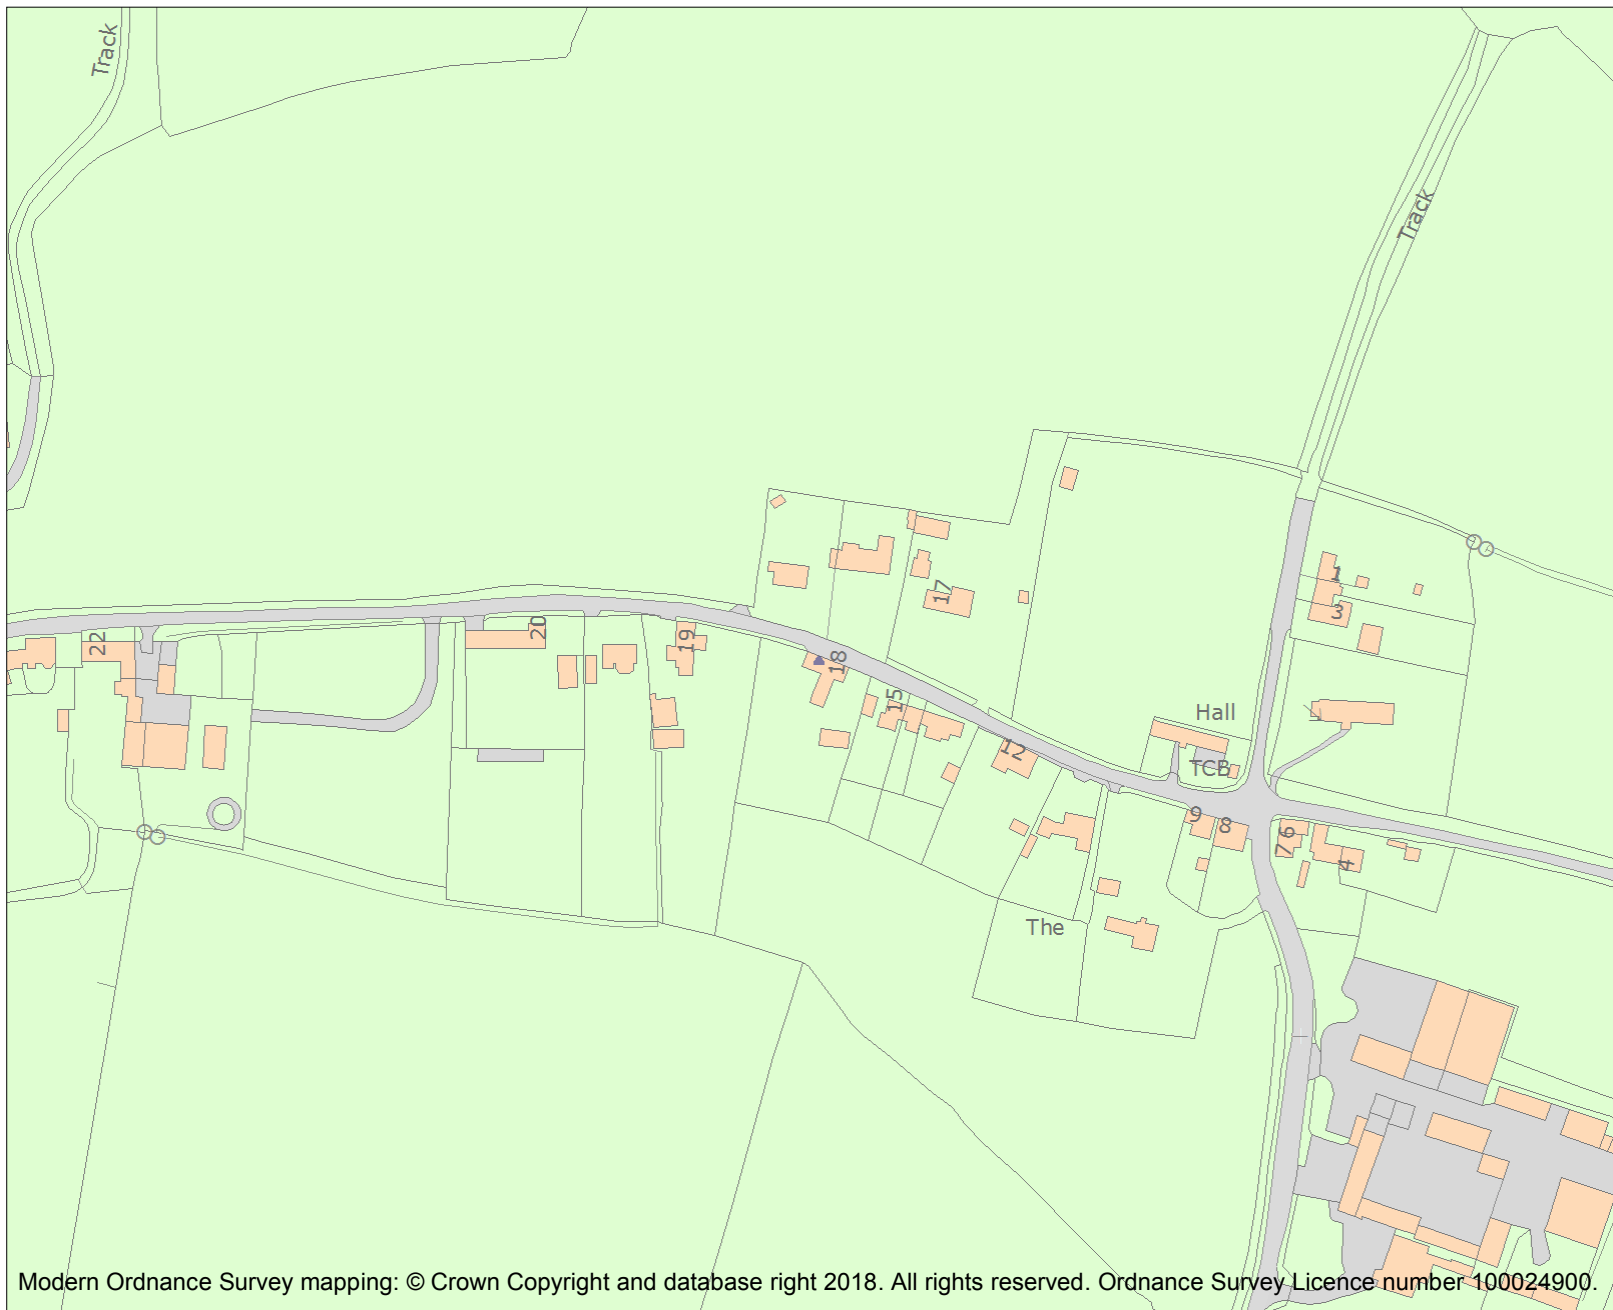 Track
Track
1
17
3
20
22
19
18
15
Hall
12
TCB
9
8
6
7
4
The
Modern Ordnance Survey mapping: © Crown Copyright and database right 2018. All rights reserved. Ordnance Survey Licence number 100024900.